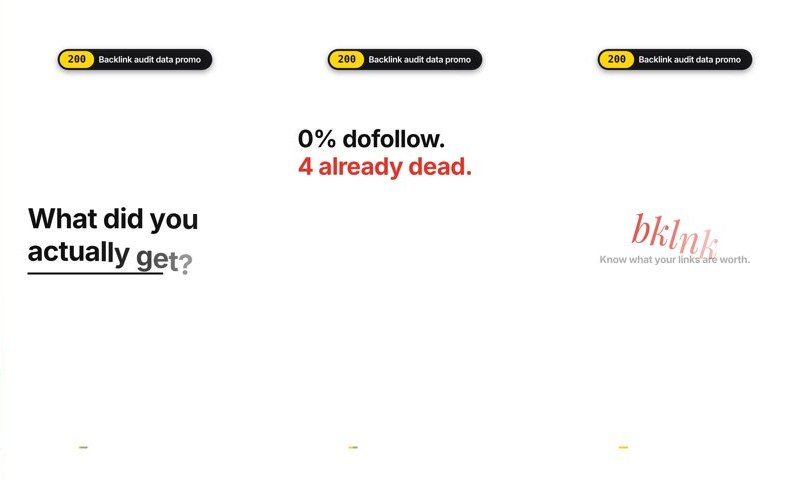 200 Backlink audit data promo
What did you
actually get?
200 Backlink audit data promo
0% dofollow.
4 already dead.
200 Backlink audit data promo
bklnk
Know what your links are worth.